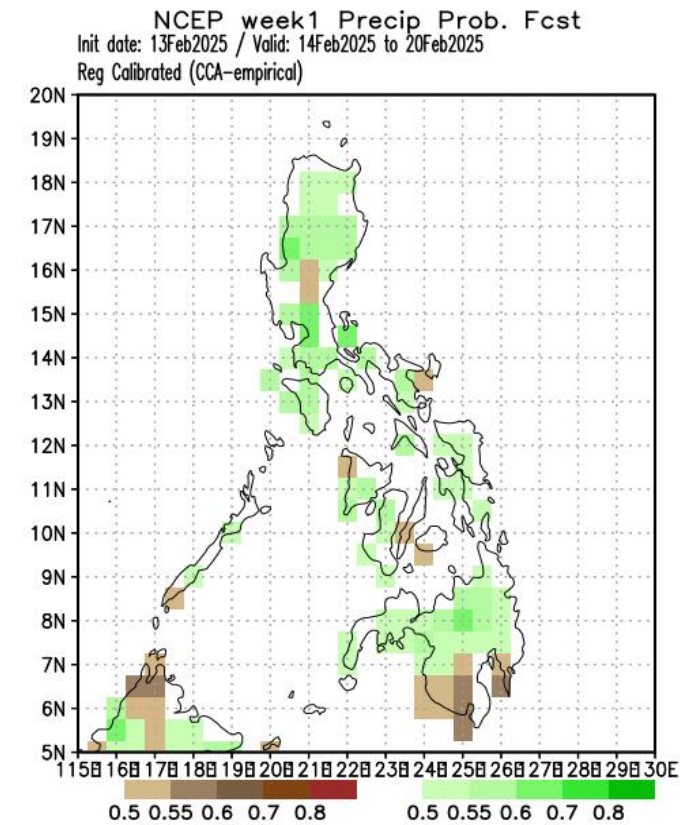 NCEP week1 Precip Prob. Fcst
Init date: 13Feb2025 / Valid: 14Feb2025 to 20Feb2025
Reg Calibrated (CCA-empirical)
20N
19N
18N
17N
16N
15N
14N
13N
12N
11N
10N
9N
8N
7N
6N
5N
0.5 0.55 0.6 0.7 0.8 0.5 0.55 0.6 0.7 0.8